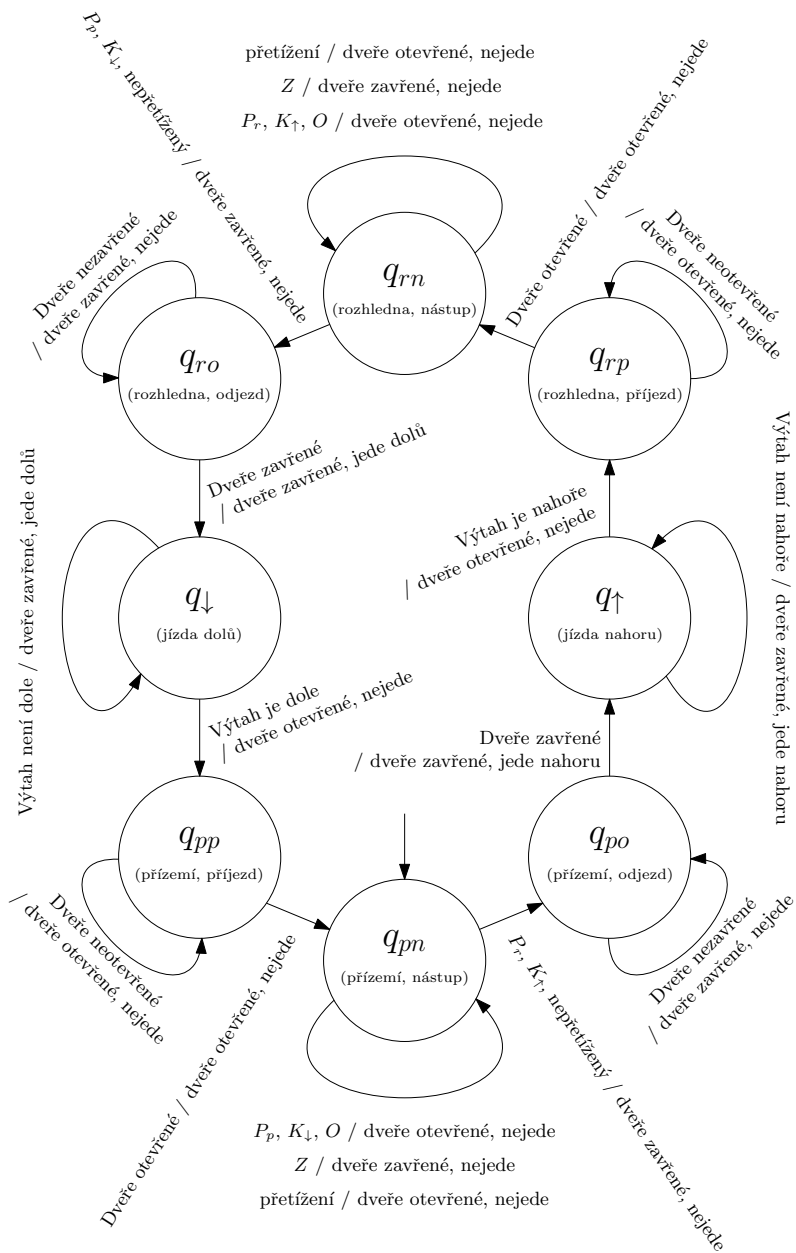 P_p, K_↓, nepřetížený / dveře zavřené, nejede
přetížení / dveře otevřené, nejede
Z / dveře zavřené, nejede
P_r, K_↑, O / dveře otevřené, nejede
Dveře otevřené / dveře otevřené, nejede
Dveře nezavřené
/ dveře zavřené, nejede
Dveře neotevřené
/ dveře otevřené, nejede
q_rn
(rozhledna, nástup)
q_ro
(rozhledna, odjezd)
q_rp
(rozhledna, příjezd)
Dveře zavřené
/ dveře zavřené, jede dolů
Výtah je nahoře
/ dveře otevřené, nejede
Výtah není dole / dveře zavřené, jede dolů
q_↓
(jízda dolů)
q_↑
(jízda nahoru)
Výtah není nahoře / dveře zavřené, jede nahoru
Výtah je dole
/ dveře otevřené, nejede
Dveře zavřené
/ dveře zavřené, jede nahoru
q_pp
(přízemí, příjezd)
q_po
(přízemí, odjezd)
q_pn
(přízemí, nástup)
Dveře neotevřené
/ dveře otevřené, nejede
Dveře nezavřené
/ dveře zavřené, nejede
Dveře otevřené / dveře otevřené, nejede
P_r, K_↑, nepřetížený / dveře zavřené, nejede
P_p, K_↓, O / dveře otevřené, nejede
Z / dveře zavřené, nejede
přetížení / dveře otevřené, nejede